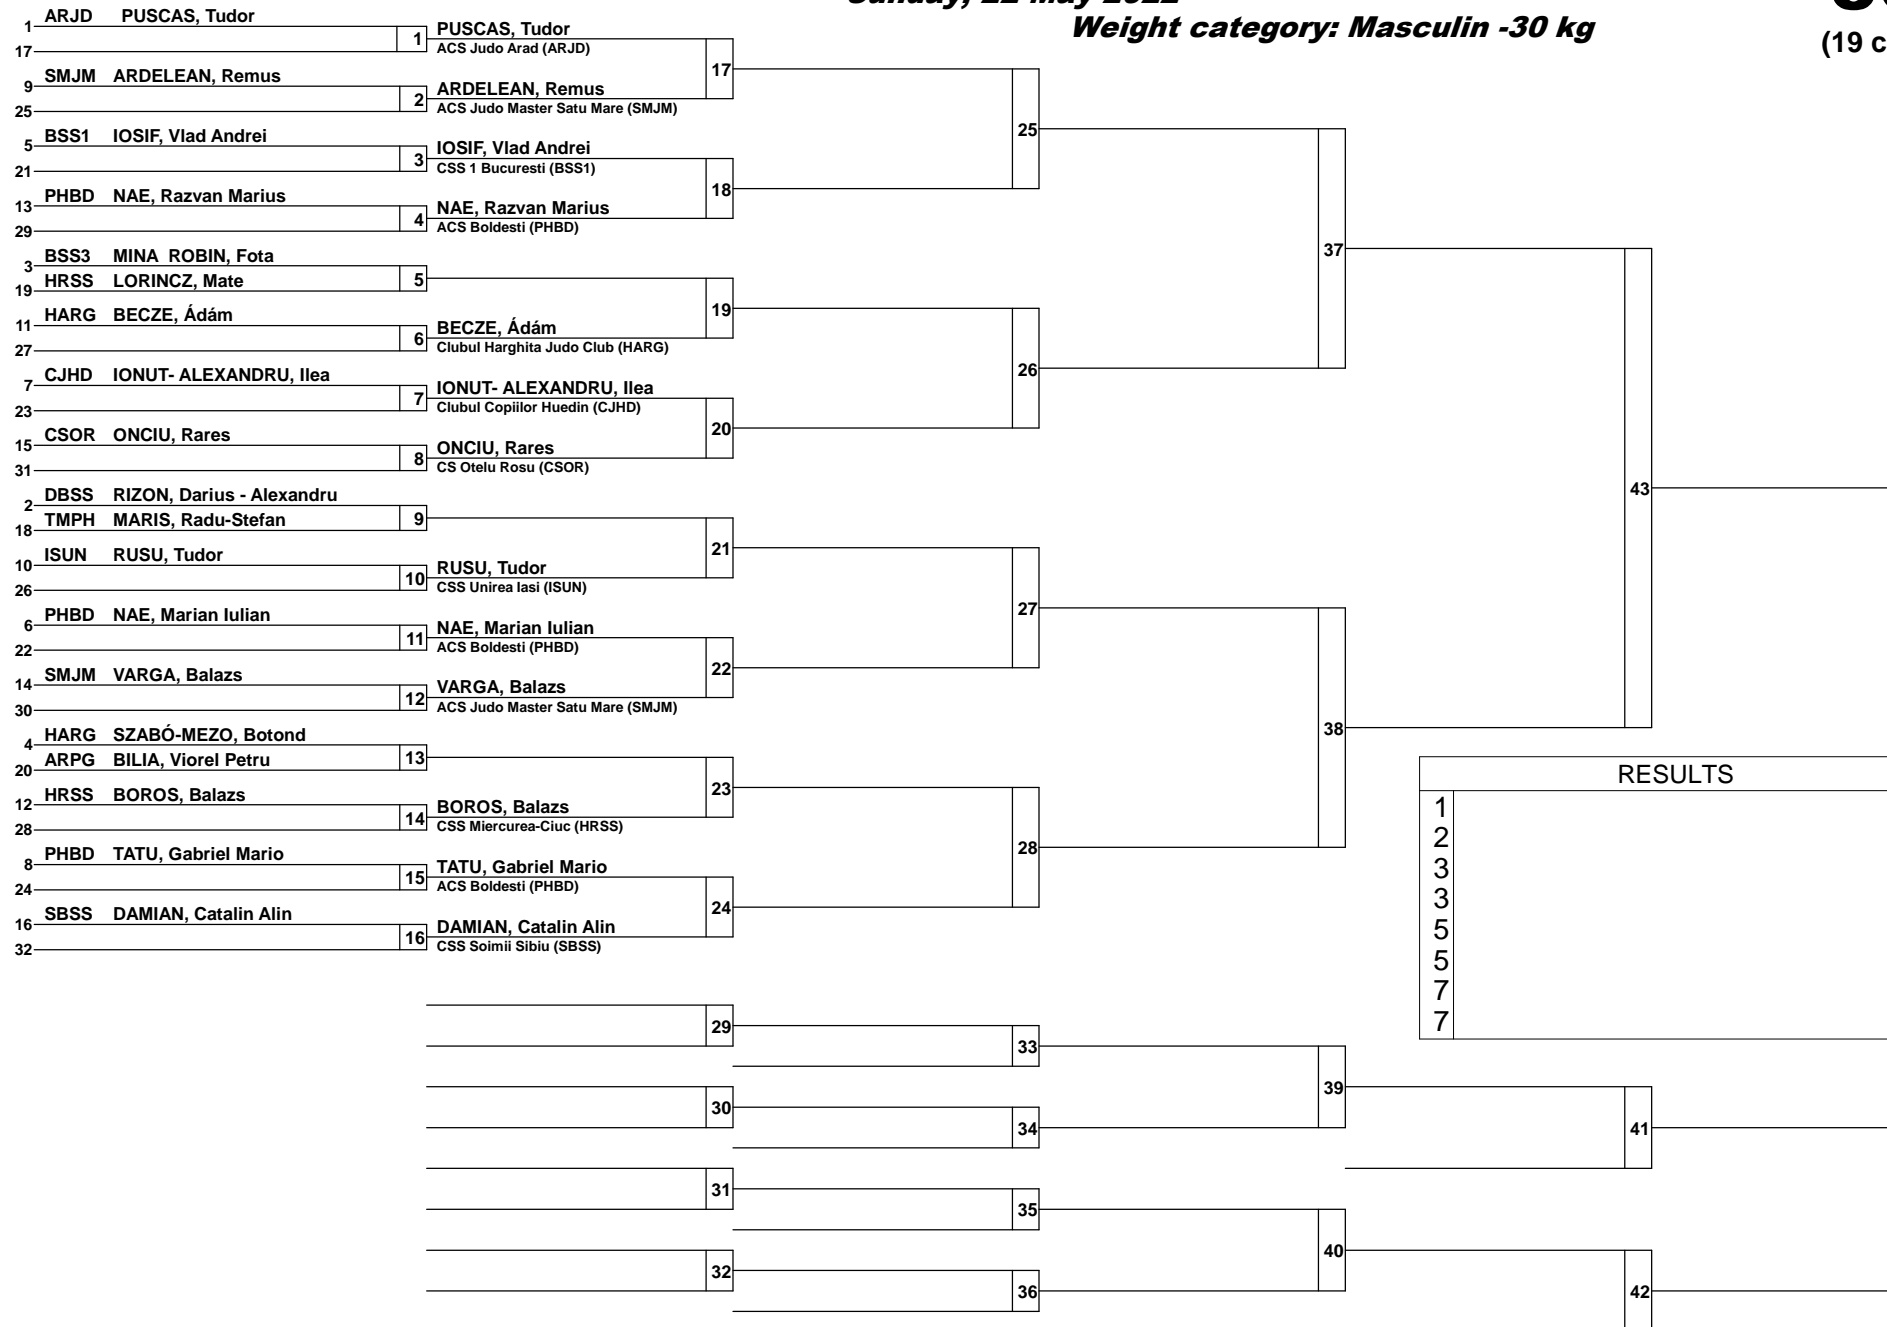 Sunday, 22 May 2022
Weight category: Masculin -30 kg
(19 c
1 ARJD PUSCAS, Tudor
17
1 PUSCAS, Tudor
ACS Judo Arad (ARJD)
17
9 SMJM ARDELEAN, Remus
25
2 ARDELEAN, Remus
ACS Judo Master Satu Mare (SMJM)
25
5 BSS1 IOSIF, Vlad Andrei
21
3 IOSIF, Vlad Andrei
CSS 1 Bucuresti (BSS1)
18
13 PHBD NAE, Razvan Marius
29
4 NAE, Razvan Marius
ACS Boldesti (PHBD)
37
3 BSS3 MINA ROBIN, Fota
19 HRSS LORINCZ, Mate
5
19
11 HARG BECZE, Ádám
27
6 BECZE, Ádám
Clubul Harghita Judo Club (HARG)
26
7 CJHD IONUT- ALEXANDRU, Ilea
23
7 IONUT- ALEXANDRU, Ilea
Clubul Copiilor Huedin (CJHD)
20
15 CSOR ONCIU, Rares
31
8 ONCIU, Rares
CS Otelu Rosu (CSOR)
43
2 DBSS RIZON, Darius - Alexandru
18 TMPH MARIS, Radu-Stefan
9
21
10 ISUN RUSU, Tudor
26
10 RUSU, Tudor
CSS Unirea Iasi (ISUN)
27
6 PHBD NAE, Marian Iulian
22
11 NAE, Marian Iulian
ACS Boldesti (PHBD)
22
14 SMJM VARGA, Balazs
30
12 VARGA, Balazs
ACS Judo Master Satu Mare (SMJM)
38
4 HARG SZABÓ-MEZO, Botond
20 ARPG BILIA, Viorel Petru
13
23
12 HRSS BOROS, Balazs
28
14 BOROS, Balazs
CSS Miercurea-Ciuc (HRSS)
28
8 PHBD TATU, Gabriel Mario
24
15 TATU, Gabriel Mario
ACS Boldesti (PHBD)
24
16 SBSS DAMIAN, Catalin Alin
32
16 DAMIAN, Catalin Alin
CSS Soimii Sibiu (SBSS)
RESULTS
1
2
3
3
5
5
7
7
29
33
39
30
34
41
31
35
40
32
36
42